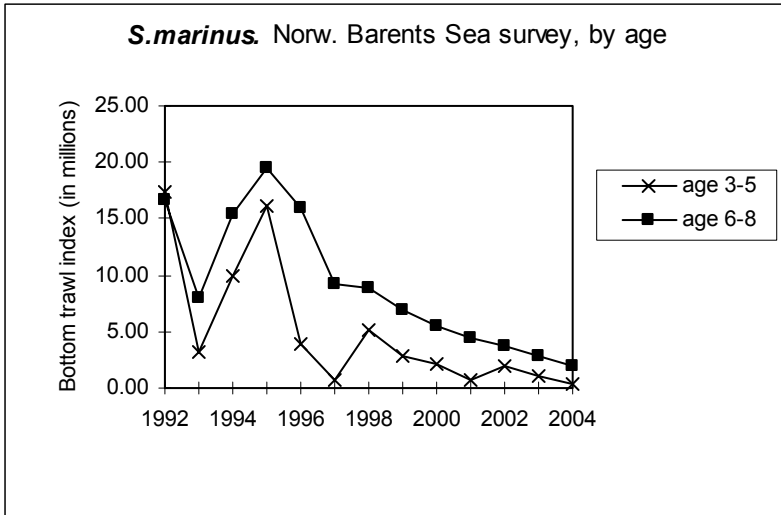 S.marinus. Norw. Barents Sea survey, by age
Bottom trawl index (in millions)
25.00
20.00
15.00
10.00
5.00
0.00
1992 1994 1996 1998 2000 2002 2004
age 3-5
age 6-8